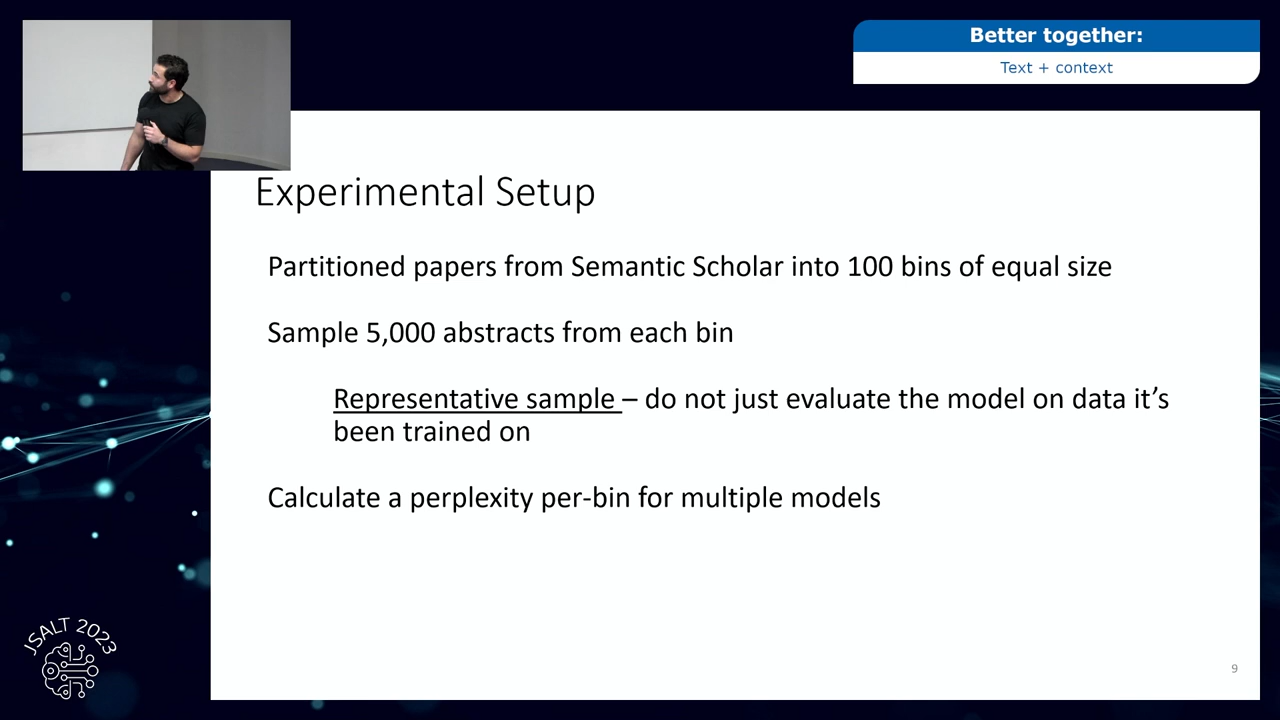 Better together:
Text + context
Experimental Setup
Partitioned papers from Semantic Scholar into 100 bins of equal size
Sample 5,000 abstracts from each bin
Representative sample – do not just evaluate the model on data it’s
been trained on
Calculate a perplexity per-bin for multiple models
JSALT 2023
9